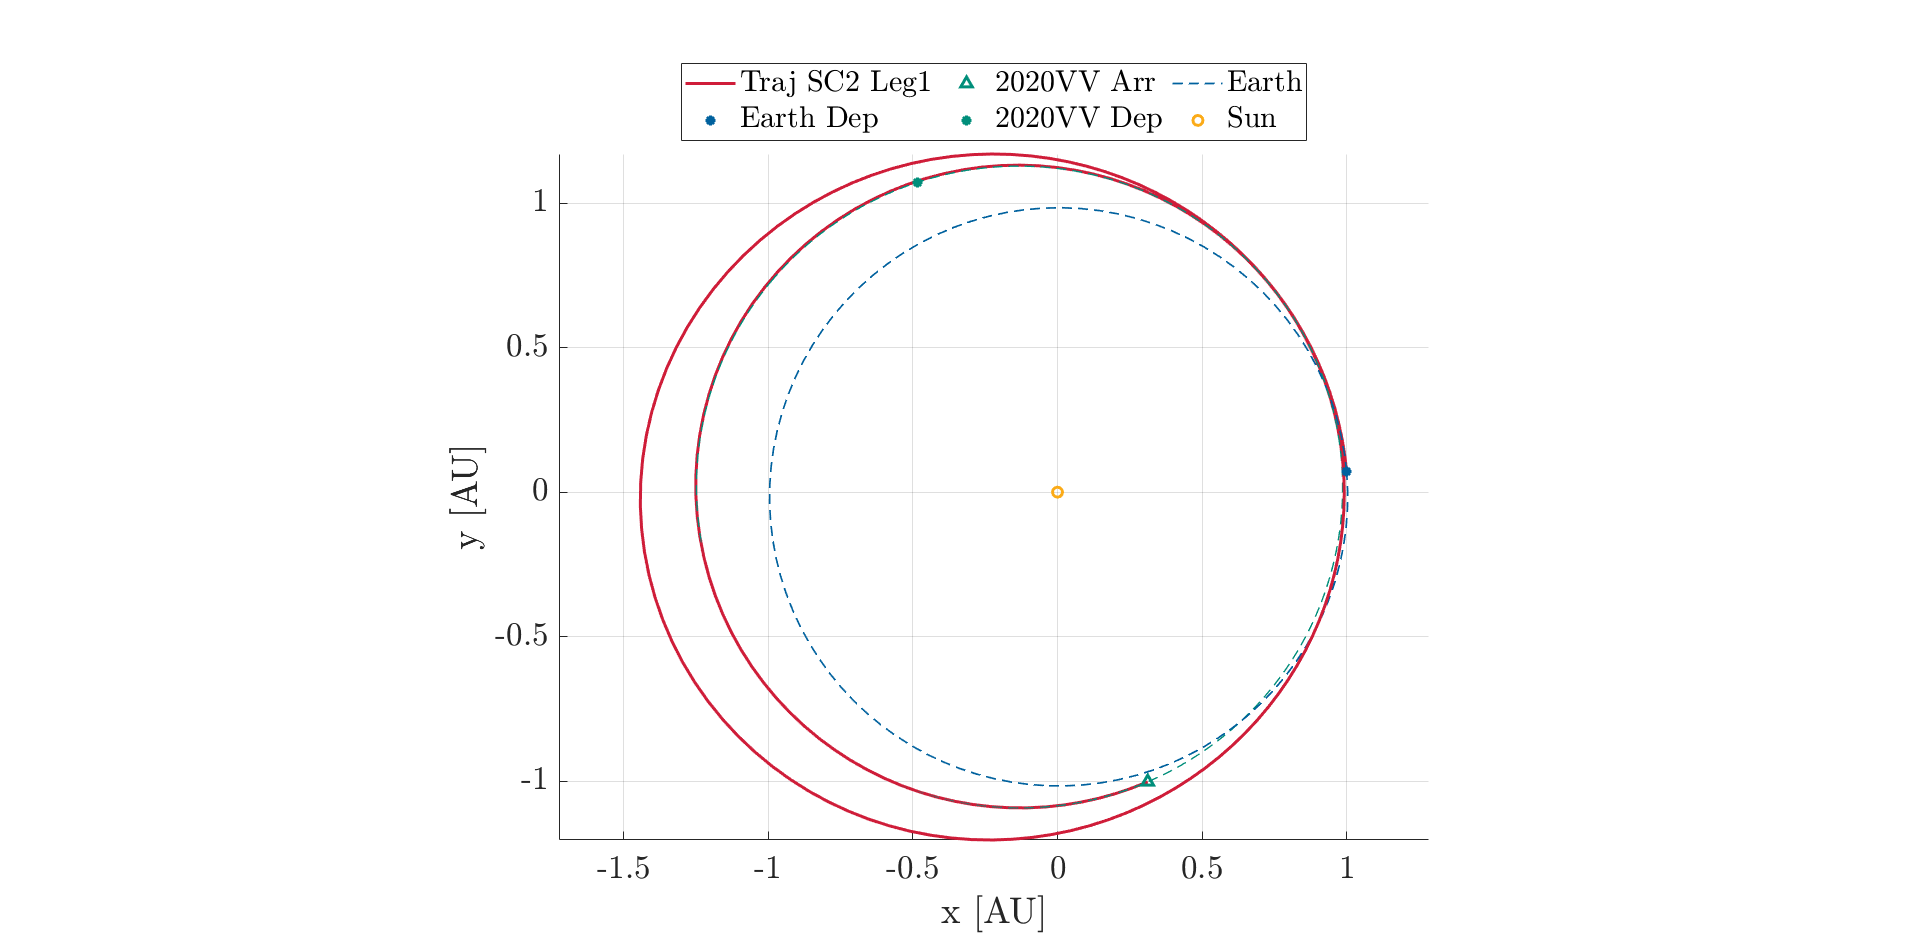 Traj SC2 Leg1
2020VV Arr
Earth
Earth Dep
2020VV Dep
Sun
1
0.5
0
-0.5
-1
y [AU]
-1.5
-1
-0.5
0
0.5
1
x [AU]